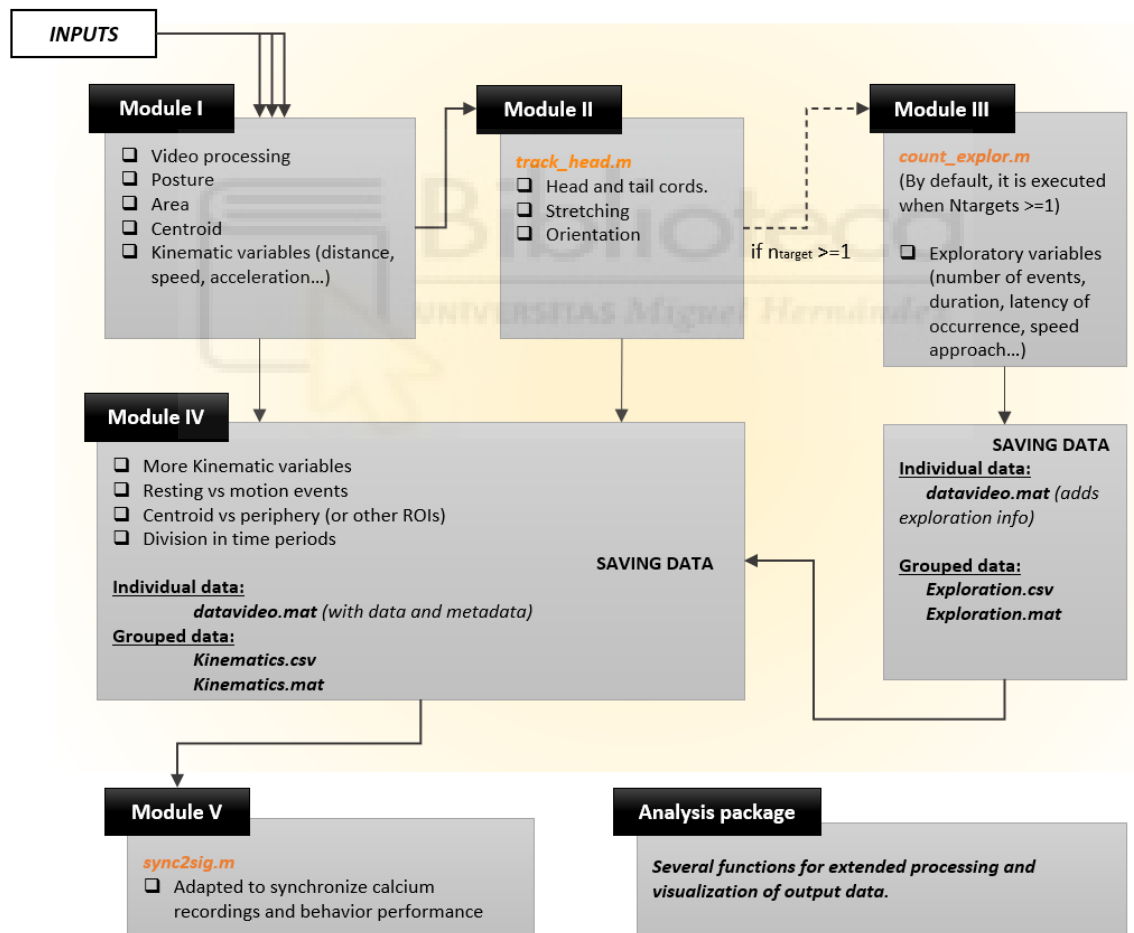 INPUTS
Module I
Video processing
Posture
Area
Centroid
Kinematic variables (distance,
speed, acceleration...)
Module II
track_head.m
Head and tail cords.
Stretching
Orientation
if ntarget >=1
Module III
count_explor.m
(By default, it is executed
when Ntargets >=1)
Exploratory variables
(number of events,
duration, latency of
occurrence, speed
approach...)
Biblioteca
UNIVERSITAS Miguel Hernández
Module IV
More Kinematic variables
Resting vs motion events
Centroid vs periphery (or other ROIs)
Division in time periods
SAVING DATA
Individual data:
datavideo.mat (with data and metadata)
Grouped data:
Kinematics.csv
Kinematics.mat
SAVING DATA
Individual data:
datavideo.mat (adds
exploration info)
Grouped data:
Exploration.csv
Exploration.mat
Module V
sync2sig.m
Adapted to synchronize calcium
recordings and behavior performance
Analysis package
Several functions for extended processing and
visualization of output data.